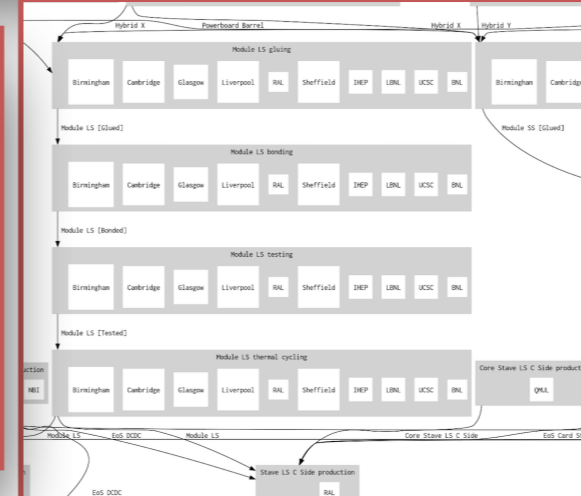 Hybrid X Powerboard Barrel Hybrid X Hybrid Y
Module LS gluing
Birmingham Cambridge Glasgow Liverpool RAL Sheffield IHEP LBNL UCSC BNL Birmingham Cambridge
Module LS [Glued] Module SS [Glued]
Module LS bonding
Birmingham Cambridge Glasgow Liverpool RAL Sheffield IHEP LBNL UCSC BNL
Module LS [Bonded]
Module LS testing
Birmingham Cambridge Glasgow Liverpool RAL Sheffield IHEP LBNL UCSC BNL
Module LS [Tested]
Module LS thermal cycling
uction Core Stave LS C Side product
NBI Birmingham Cambridge Glasgow Liverpool RAL Sheffield IHEP LBNL UCSC BNL QMUL
Module LS EoS DCDC Module LS Core Stave LS C Side EoS Card S
Stave LS C Side production
EoS DCDC RAL